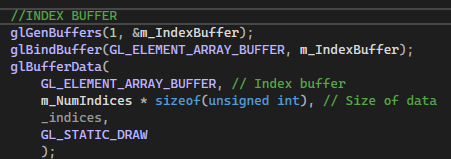 //INDEX BUFFER
glGenBuffers(1, &m_IndexBuffer);
glBindBuffer(GL_ELEMENT_ARRAY_BUFFER, m_IndexBuffer);
glBufferData(
    GL_ELEMENT_ARRAY_BUFFER, // Index buffer
    m_NumIndices * sizeof(unsigned int), // Size of data
    _indices,
    GL_STATIC_DRAW
    );